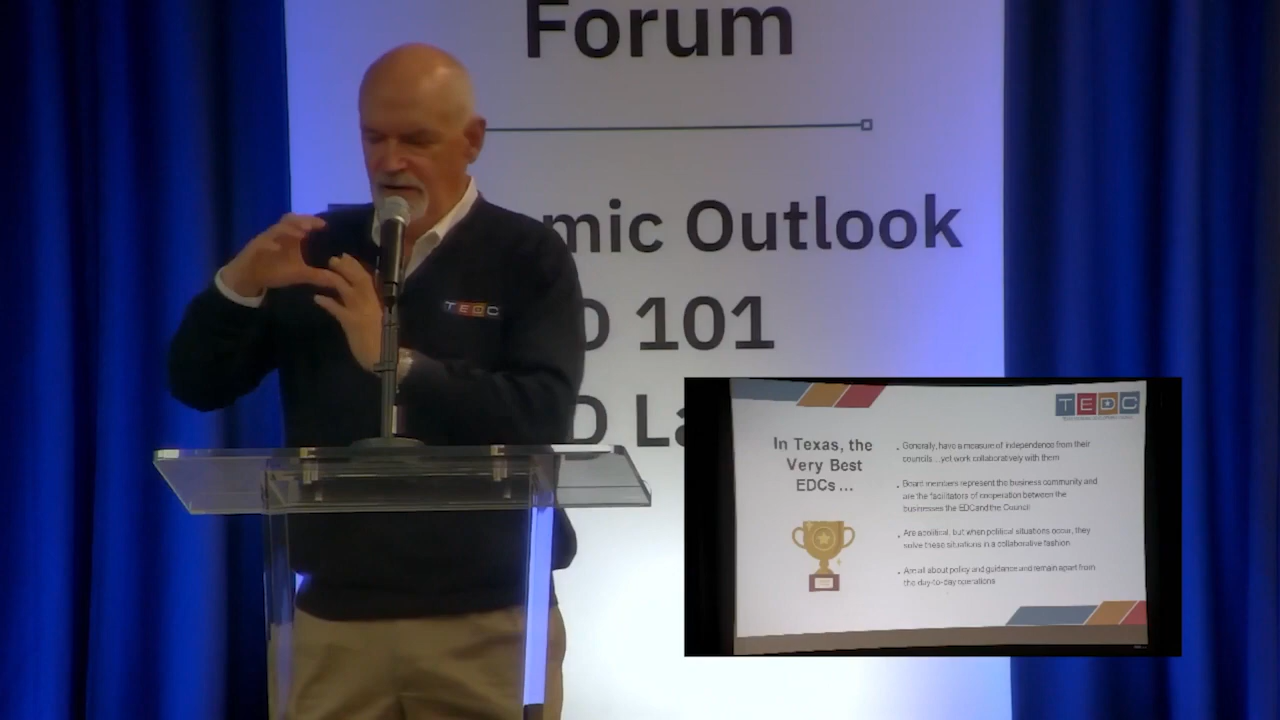 Forum
mic Outlook
D 101
D La
TEDC
TEDC
In Texas, the
Very Best
EDCs ...
Generally, have a measure of independence from their
councils...yet work collaboratively with them
Board members represent the business community and
are the facilitators of cooperation between the
businesses the EDC and the Council
Are apolitical, but when political situations occur, they
solve these situations in a collaborative fashion
Are all about policy and guidance and remain apart from
the day-to-day operations